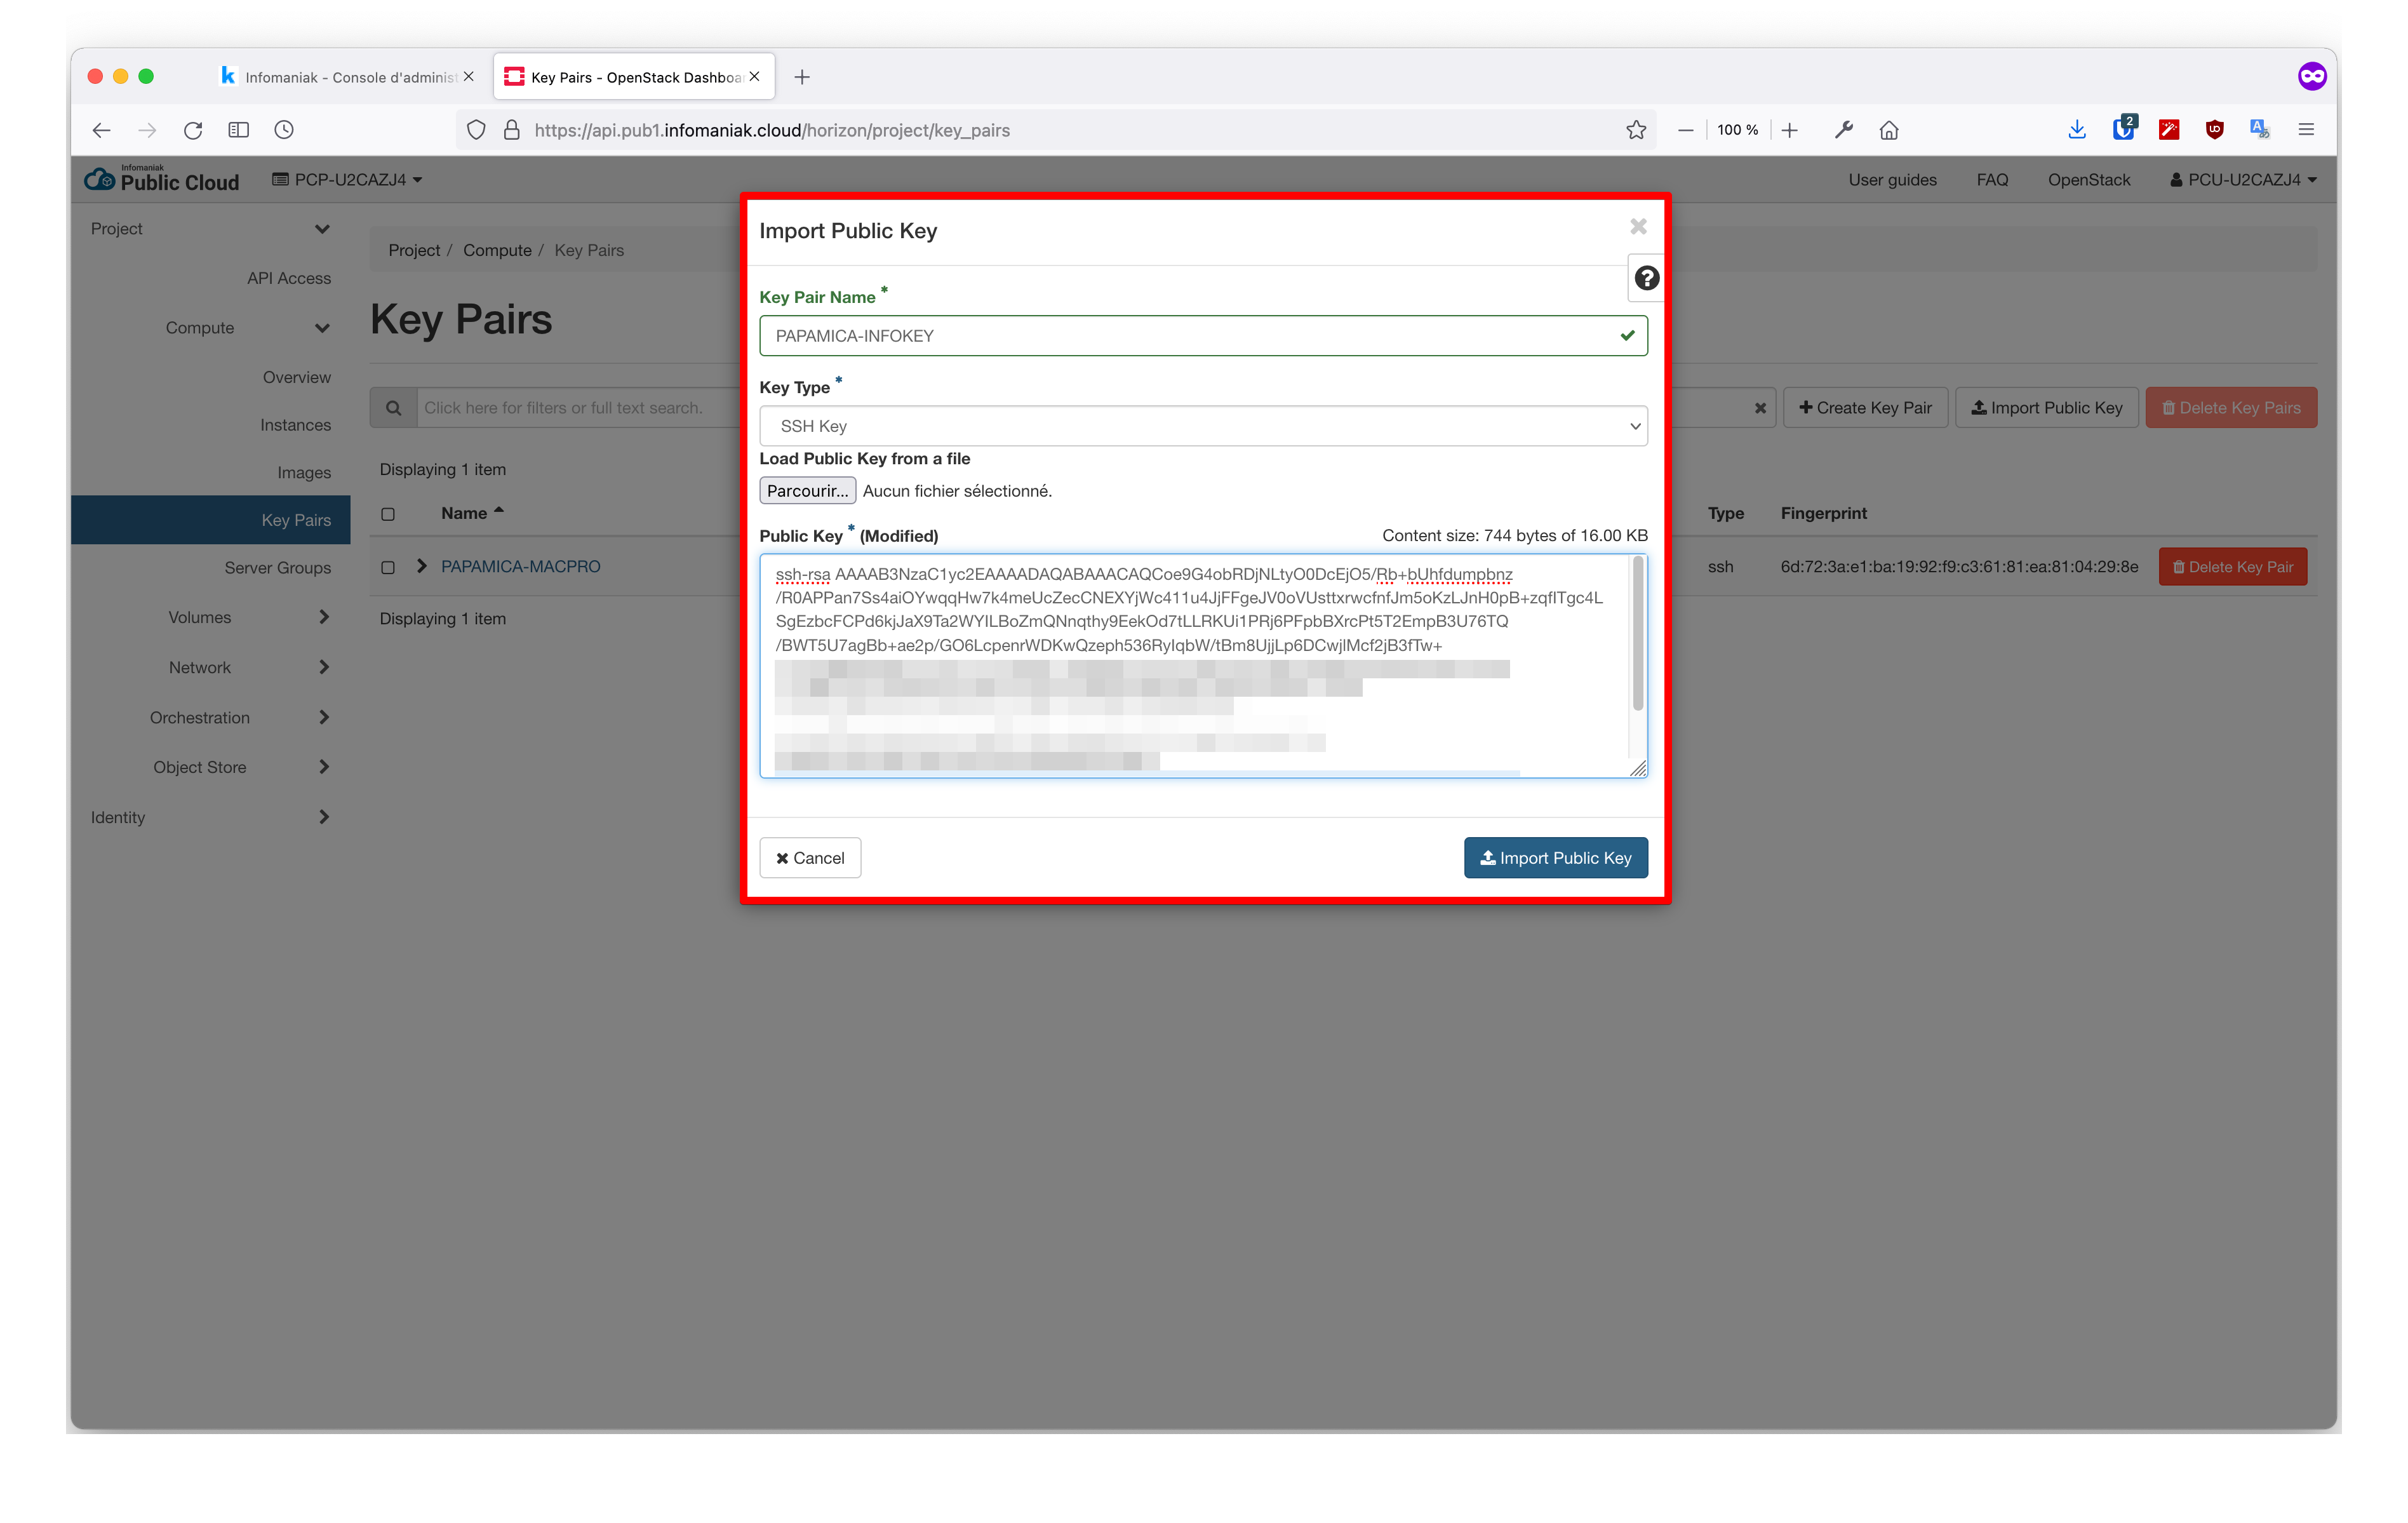 Infomaniak - Console d'administ
Key Pairs - OpenStack Dashboar
https://api.pub1.infomaniak.cloud/horizon/project/key_pairs
100 %
2
Infomaniak
Public Cloud
PCP-U2CAZJ4
User guides
FAQ
OpenStack
PCU-U2CAZJ4
Project
API Access
Compute
Overview
Instances
Images
Key Pairs
Server Groups
Volumes
Network
Orchestration
Object Store
Identity
Project / Compute / Key Pairs
Key Pairs
Click here for filters or full text search.
Create Key Pair
Import Public Key
Delete Key Pairs
Displaying 1 item
Name
Type
Fingerprint
PAPAMICA-MACPRO
ssh
6d:72:3a:e1:ba:19:92:f9:c3:61:81:ea:81:04:29:8e
Delete Key Pair
Displaying 1 item
Import Public Key
Key Pair Name *
PAPAMICA-INFOKEY
Key Type *
SSH Key
Load Public Key from a file
Parcourir... Aucun fichier sélectionné.
Public Key * (Modified)
Content size: 744 bytes of 16.00 KB
ssh-rsa AAAAB3NzaC1yc2EAAAADAQABAAACAQCoe9G4obRDjNLtyO0DcEjO5/Rb+bUhfdumpbnz
/R0APPan7Ss4aiOYwqqHw7k4meUcZecCNEXYjWc411u4JjFFgeJV0oVUsttxrwcfnfJm5oKzLJnH0pB+zqflTgc4L
SgEzbcFCPd6kjJaX9Ta2WYILBoZmQNnqthy9EekOd7tLLRKUi1PRj6PFpbBXrcPt5T2EmpB3U76TQ
/BWT5U7agBb+ae2p/GO6LcpenrWDKwQzeph536RyIqbW/tBm8UjjLp6DCwjlMcf2jB3fTw+
Cancel
Import Public Key